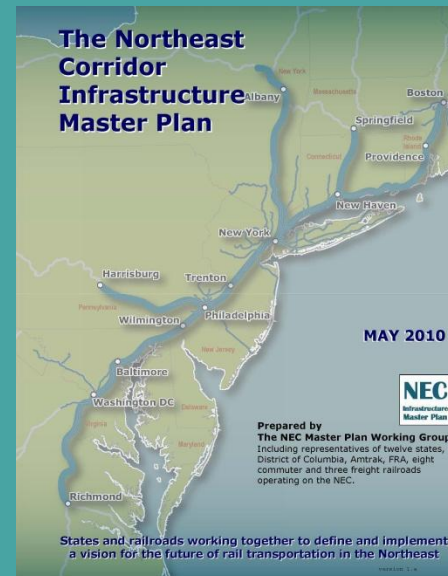 The Northeast
Corridor
Infrastructure
Master Plan
New York
Albany
Massachusetts
Boston
Springfield
Rhode
Island
Providence
Connecticut
New Haven
New York
Harrisburg
Trenton
Pennsylvania
Philadelphia
Wilmington
New Jersey
MAY 2010
Baltimore
Washington DC
Delaware
NEC
Infrastructure
Master Plan
Virginia
Maryland
Prepared by
The NEC Master Plan Working Group
Including representatives of twelve states,
District of Columbia, Amtrak, FRA, eight
commuter and three freight railroads
operating on the NEC.
Richmond
States and railroads working together to define and implement
a vision for the future of rail transportation in the Northeast
version 1.a